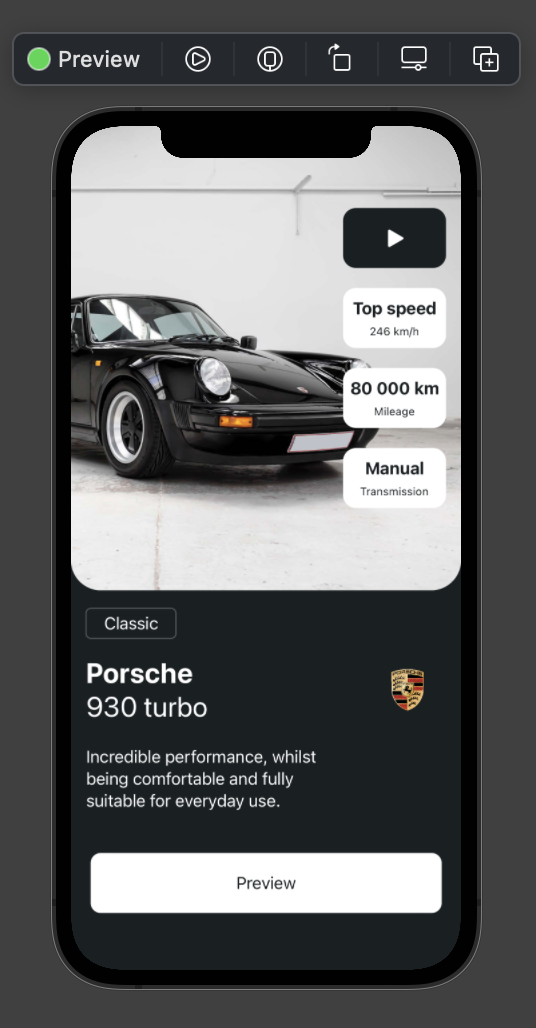 Preview
Top speed
246 km/h
80 000 km
Mileage
Manual
Transmission
Classic
Porsche
930 turbo
PORSCHE
Incredible performance, whilst
being comfortable and fully
suitable for everyday use.
Preview